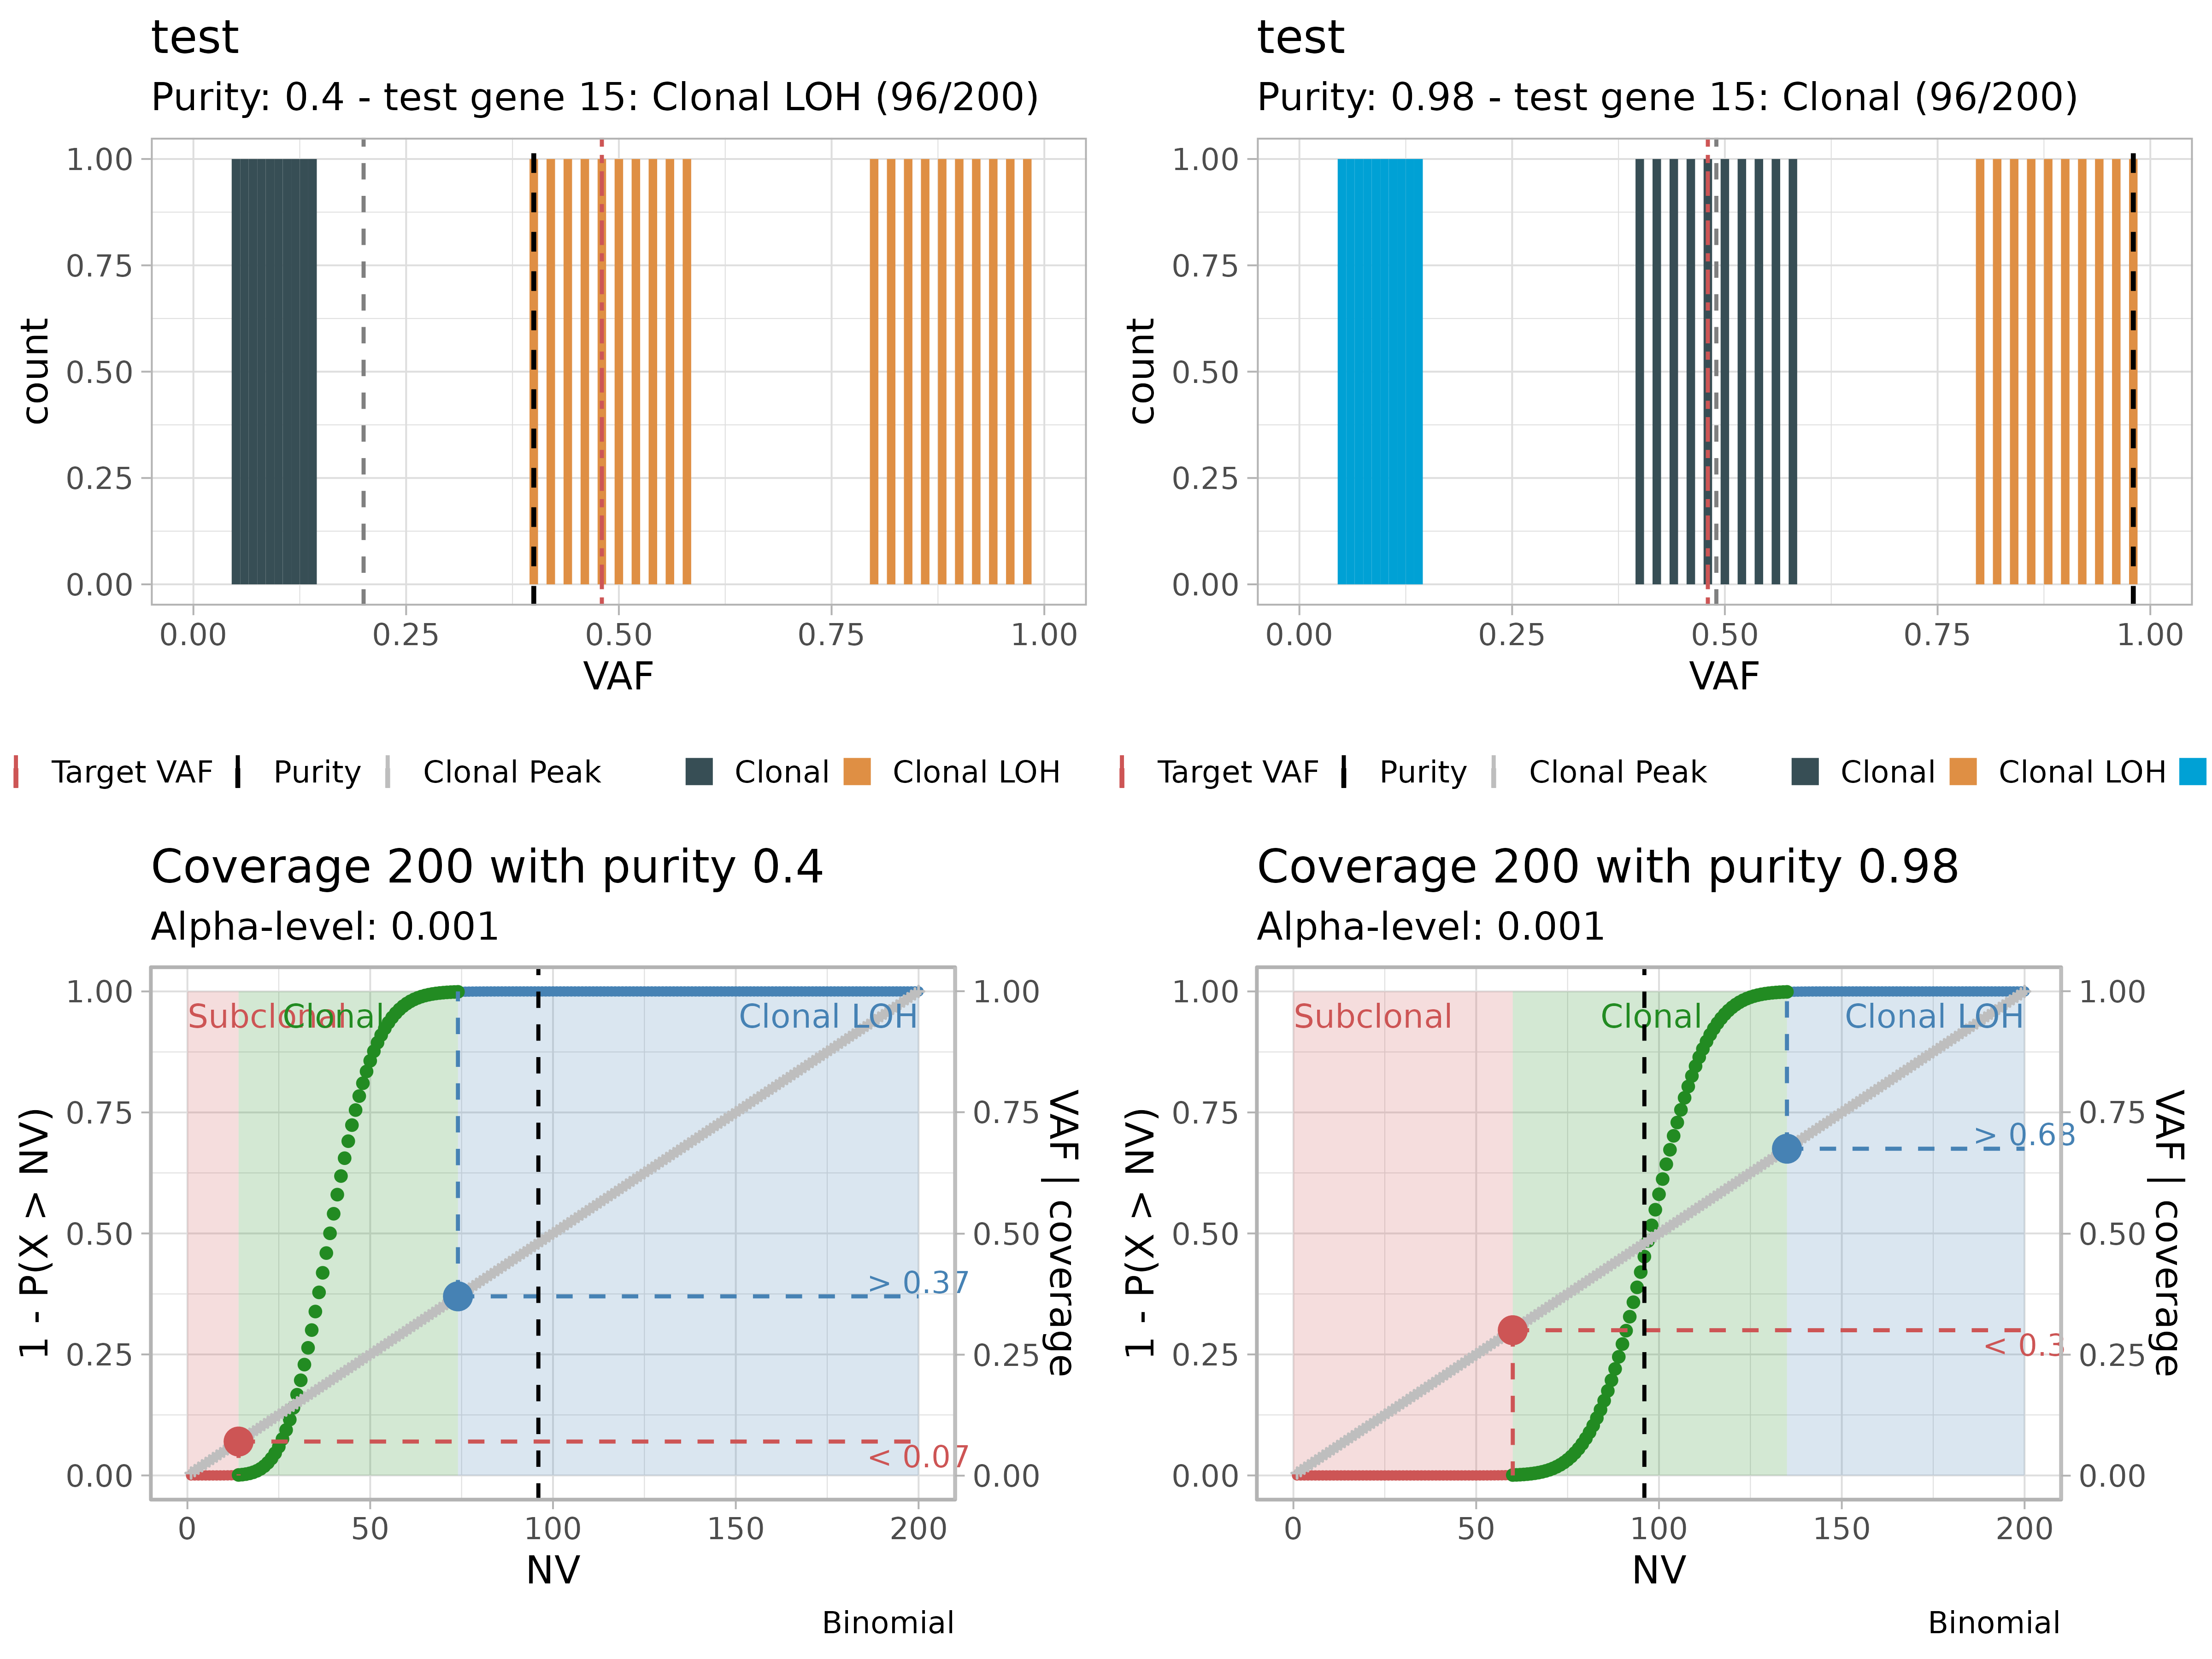 test
Purity: 0.4 - test gene 15: Clonal LOH (96/200)
1.00
0.75
0.50
0.25
0.00
count
0.00 0.25 0.50 0.75 1.00
VAF
Target VAF Purity Clonal Peak Clonal Clonal LOH
test
Purity: 0.98 - test gene 15: Clonal (96/200)
1.00
0.75
0.50
0.25
0.00
count
0.00 0.25 0.50 0.75 1.00
VAF
Target VAF Purity Clonal Peak Clonal Clonal LOH
Coverage 200 with purity 0.4
Alpha-level: 0.001
1.00
0.75
0.50
0.25
0.00
1 - P(X > NV)
Subclonal Clonal Clonal LOH
> 0.37
< 0.07
1.00
0.75
0.50
0.25
0.00
VAF | coverage
0 50 100 150 200
NV
Binomial
Coverage 200 with purity 0.98
Alpha-level: 0.001
1.00
0.75
0.50
0.25
0.00
1 - P(X > NV)
Subclonal Clonal Clonal LOH
> 0.68
< 0.3
1.00
0.75
0.50
0.25
0.00
VAF | coverage
0 50 100 150 200
NV
Binomial